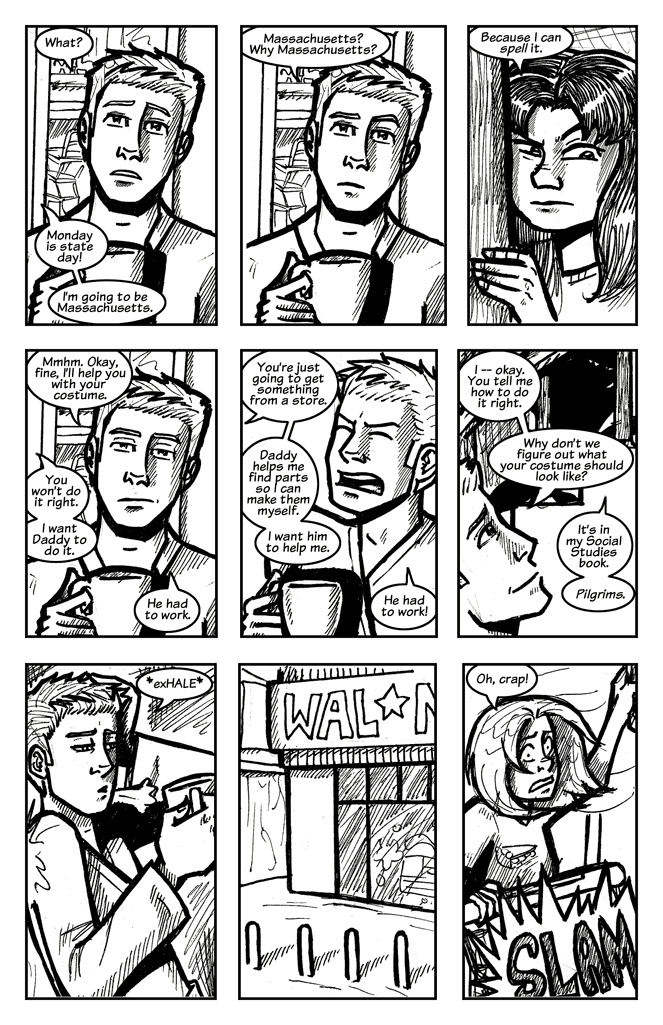 What?
Monday
is state
day!
I'm going to be
Massachusetts.
Massachusetts?
Why Massachusetts?
Because I can
spell it.
Mmhm. Okay,
fine, I'll help you
with your
costume.
You
won't do
it right.
I want
Daddy to
do it.
He had
to work.
You're just
going to get
something
from a store.
Daddy
helps me
find parts
so I can
make them
myself.
I want him
to help me.
He had
to work!
I -- okay.
You tell me
how to do
it right.
Why don't we
figure out what
your costume should
look like?
It's in
my Social
Studies
book.
Pilgrims.
*exHALE*
WAL★M
Oh, crap!
SLAM